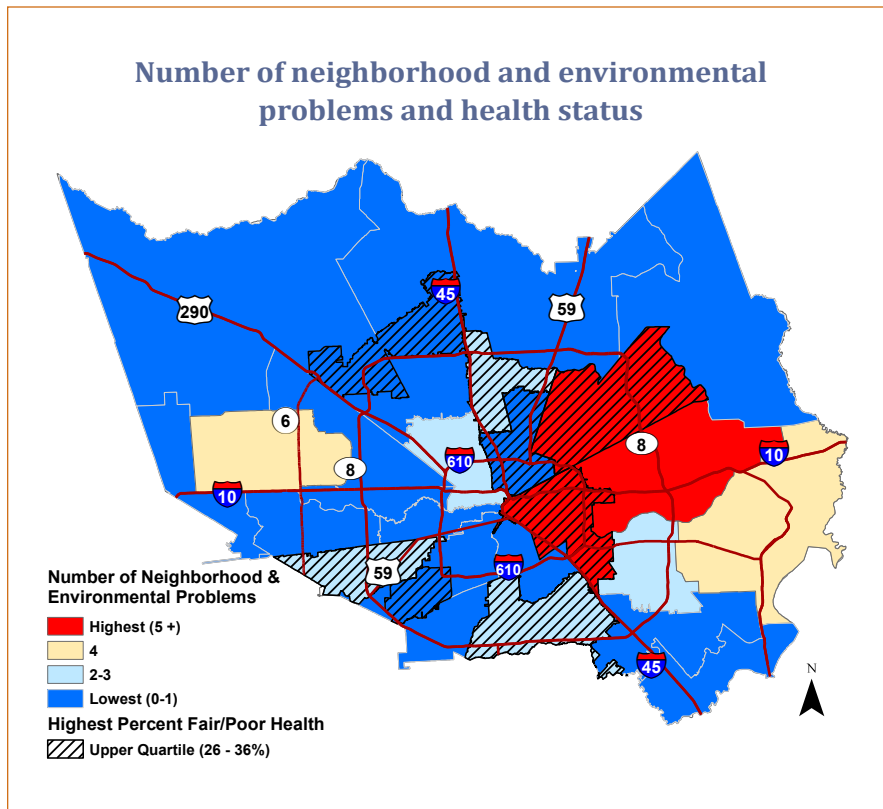 Number of neighborhood and environmental
problems and health status
45
59
290
6
8
610
8
10
10
59
610
45
Number of Neighborhood &
Environmental Problems
Highest (5 +)
4
2-3
Lowest (0-1)
Highest Percent Fair/Poor Health
Upper Quartile (26 - 36%)
N